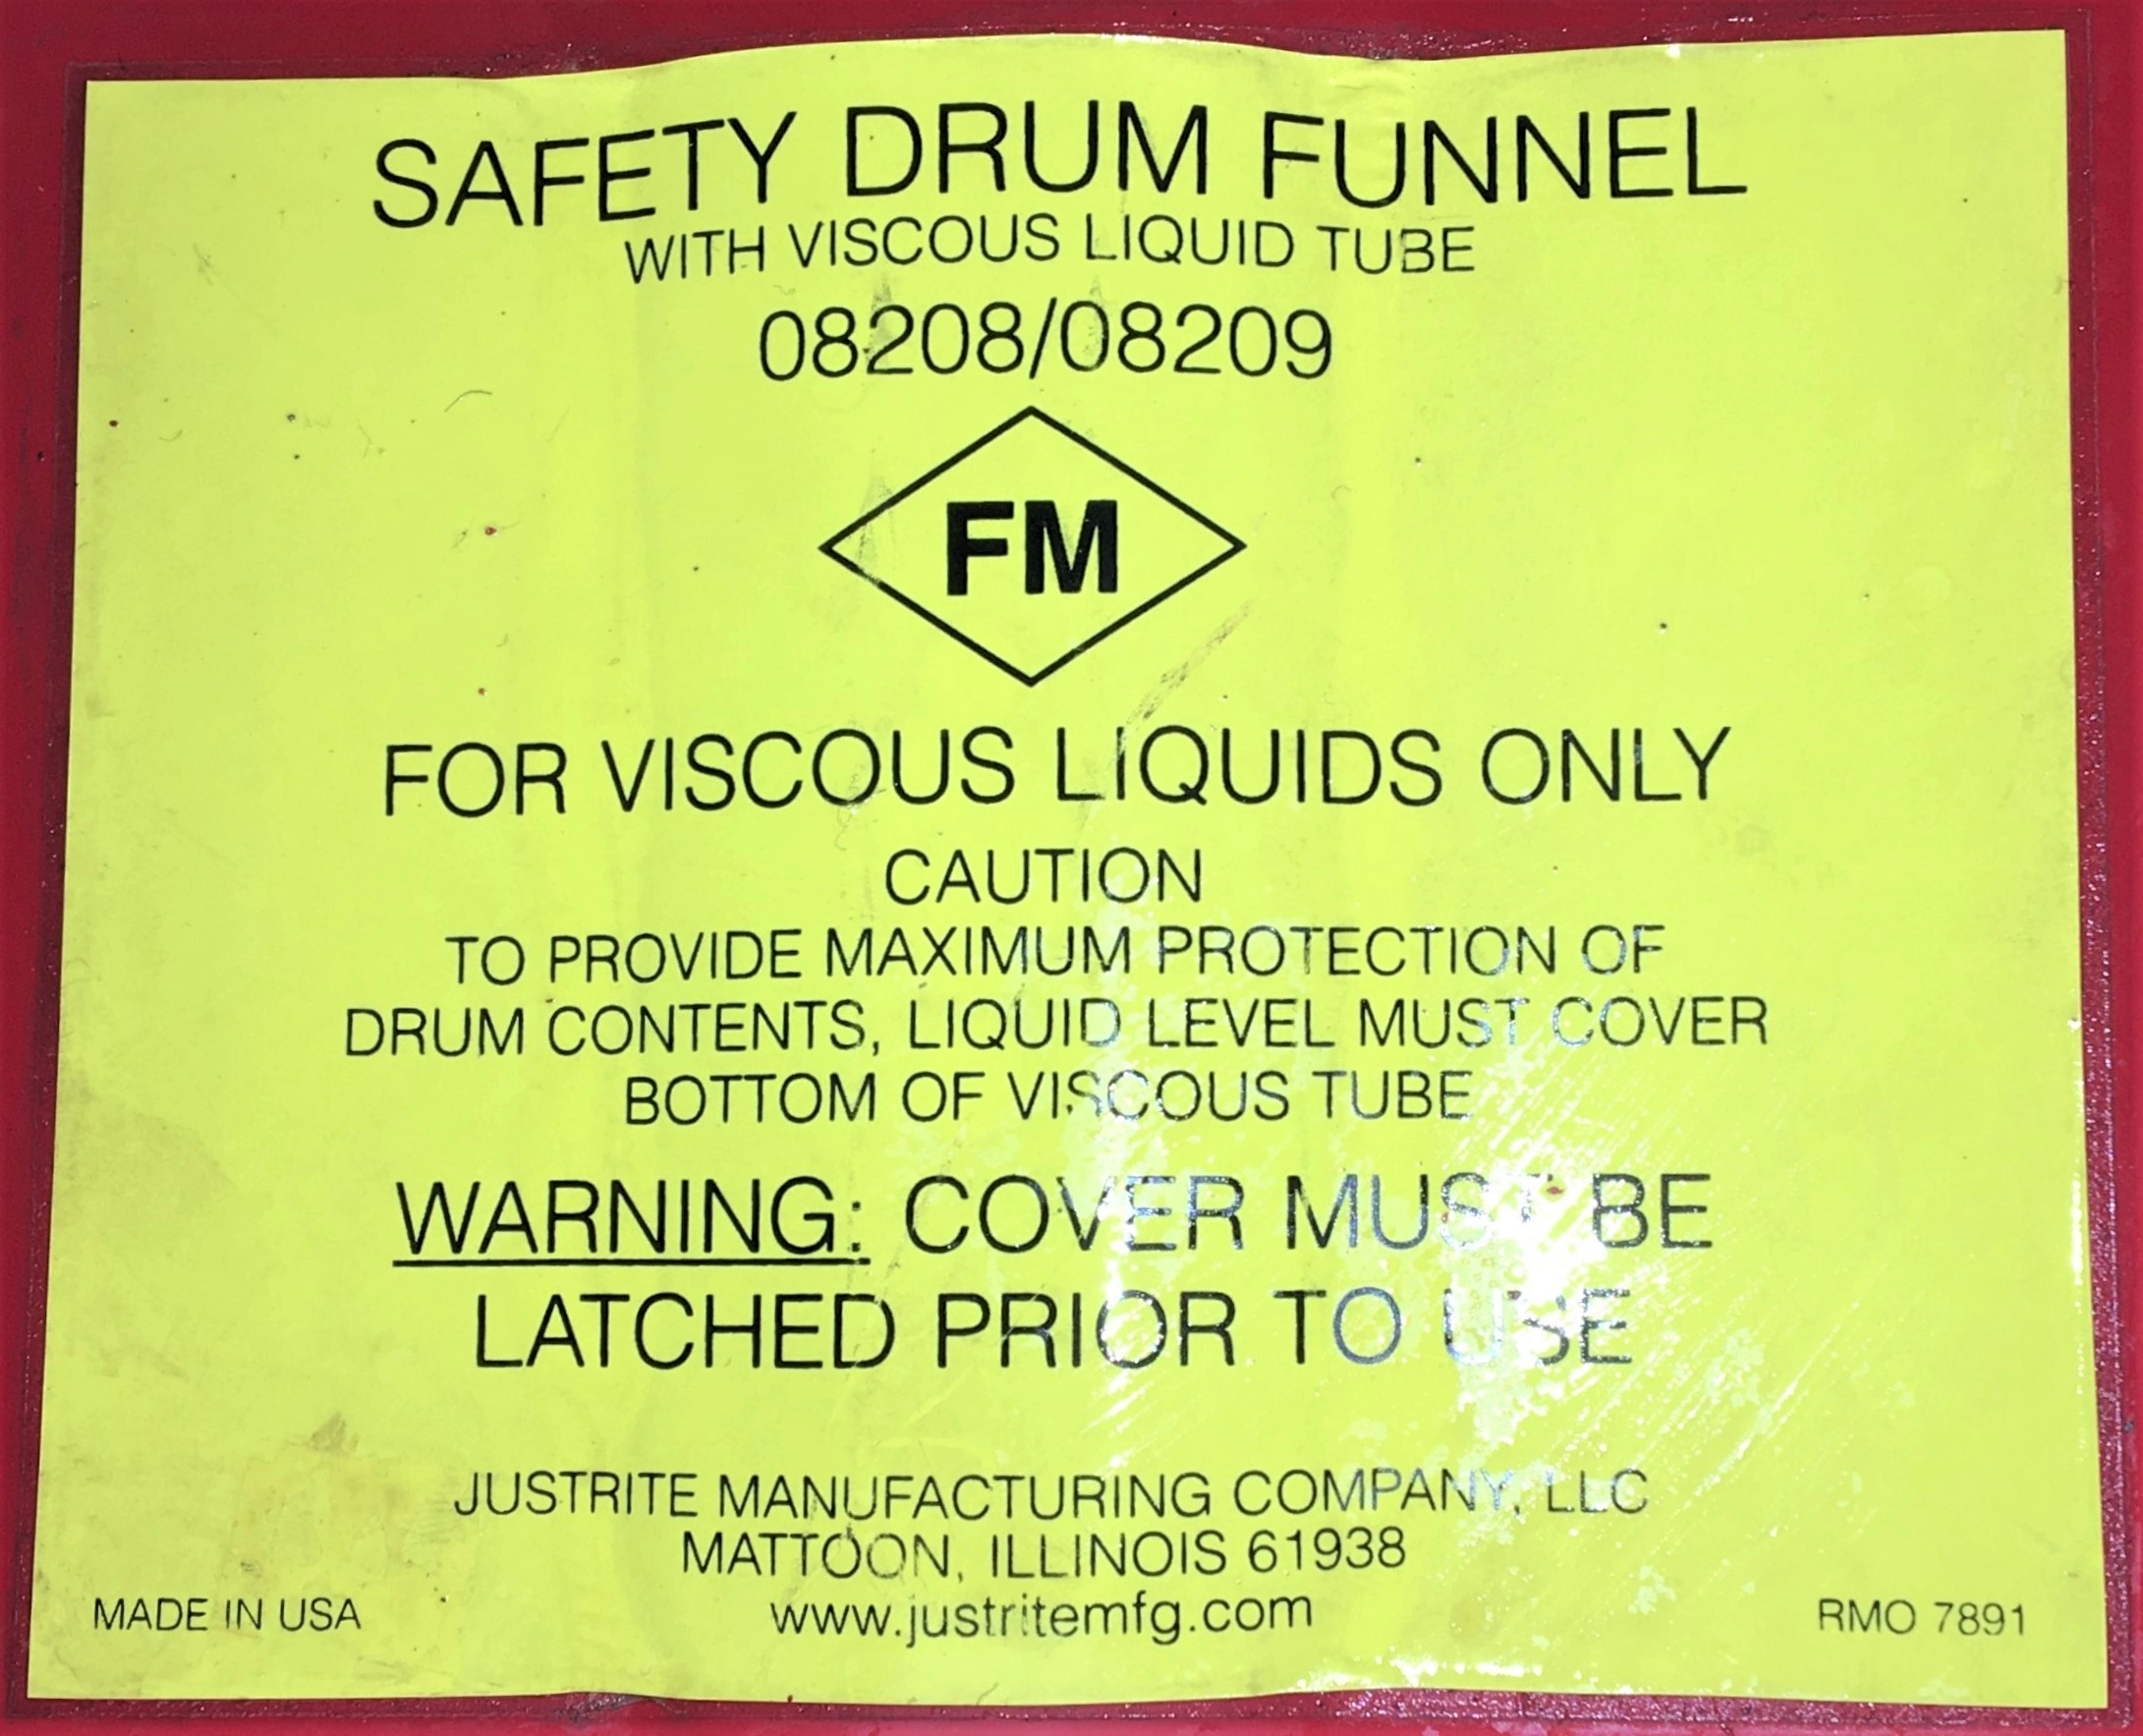 SAFETY DRUM FUNNEL
WITH VISCOUS LIQUID TUBE
08208/08209
FM
FOR VISCOUS LIQUIDS ONLY
CAUTION
TO PROVIDE MAXIMUM PROTECTION OF
DRUM CONTENTS, LIQUID LEVEL MUST COVER
BOTTOM OF VISCOUS TUBE
WARNING: COVER MUST BE
LATCHED PRIOR TO USE
JUSTRITE MANUFACTURING COMPANY, LLC
MATTOON, ILLINOIS 61938
www.justritemfg.com
MADE IN USA
RMO 7891